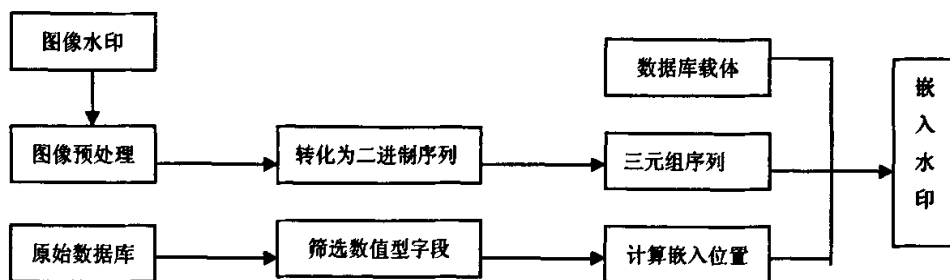 图像水印
数据库载体
图像预处理
转化为二进制序列
三元组序列
嵌入水印
原始数据库
筛选数值型字段
计算嵌入位置